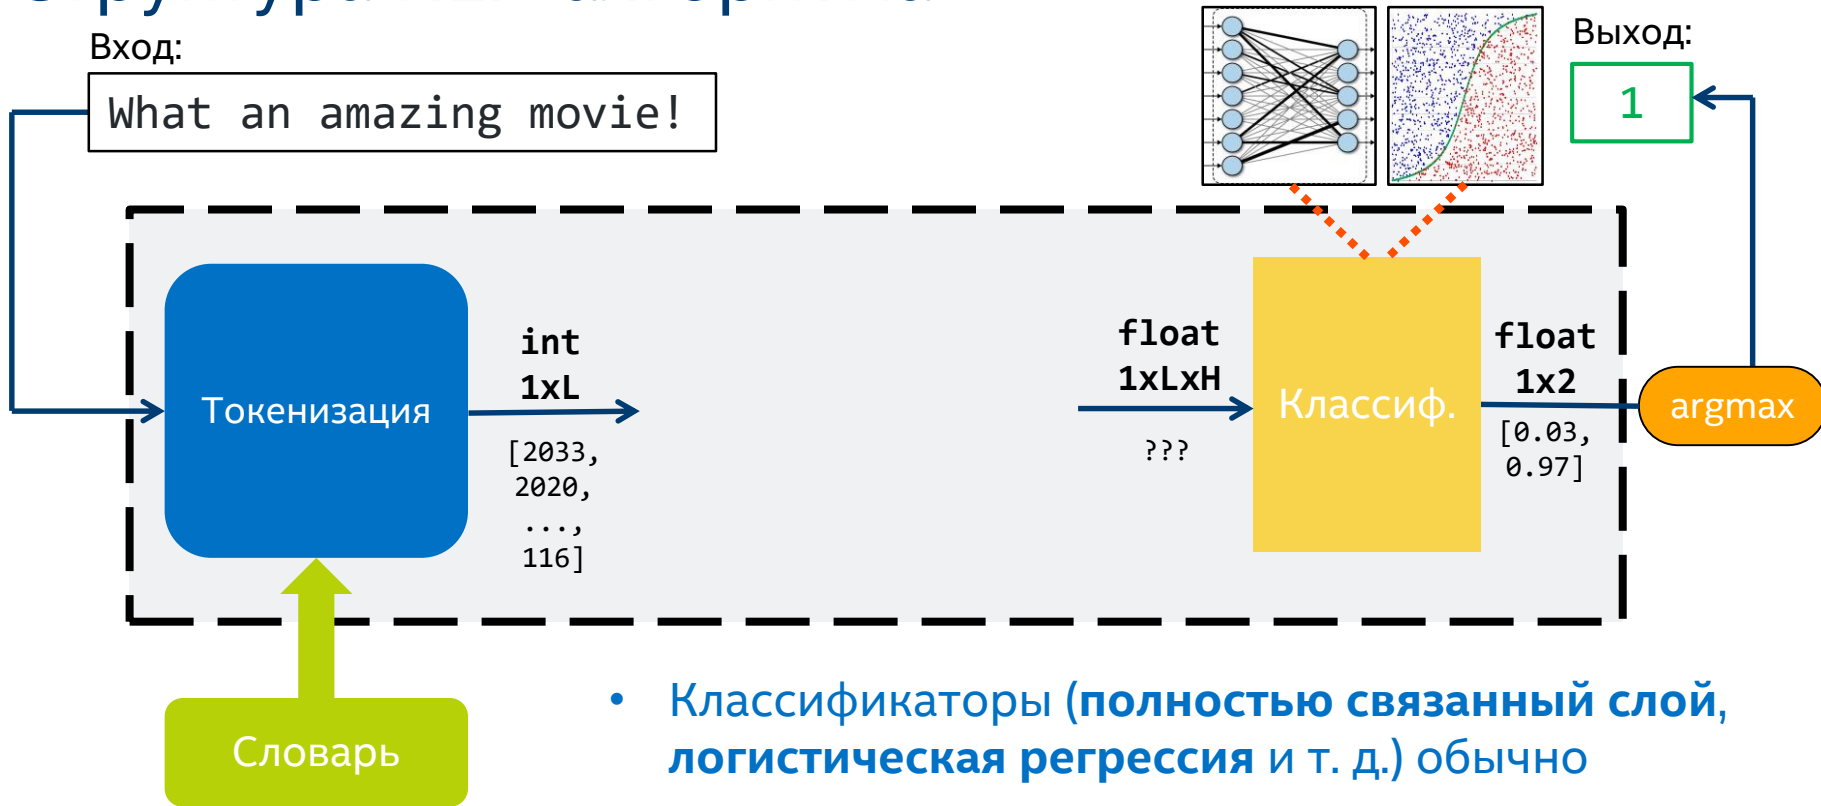 Вход:
What an amazing movie!
Выход:
1
Токенизация
int
1xL
[2033,
2020,
...,
116]
float
1xLxH
???
Классиф.
float
1x2
[0.03,
0.97]
argmax
Словарь
• Классификаторы (полностью связанный слой,
логистическая регрессия и т. д.) обычно